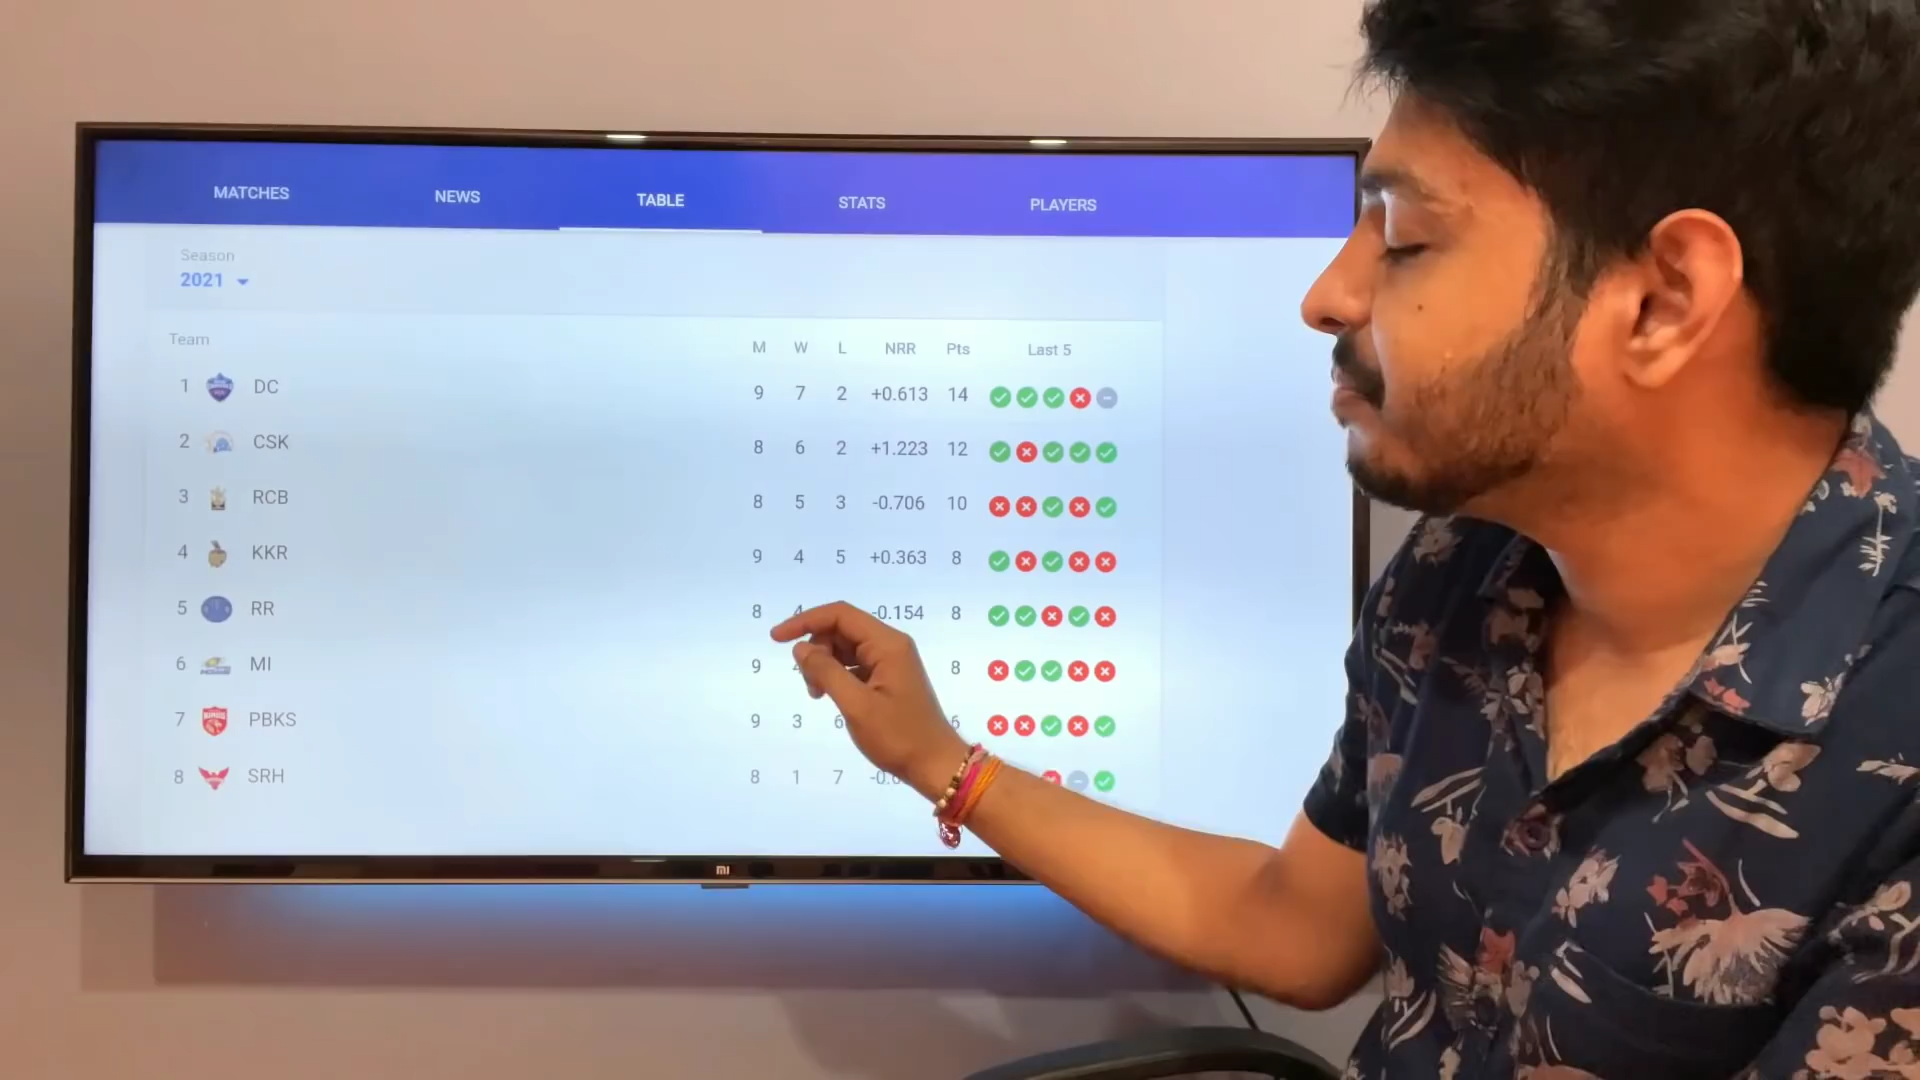 MATCHES NEWS TABLE STATS PLAYERS
Season
2021
Team M W L NRR Pts Last 5
1 DC 9 7 2 +0.613 14
2 CSK 8 6 2 +1.223 12
3 RCB 8 5 3 -0.706 10
4 KKR 9 4 5 +0.363 8
5 RR 8 4 -0.154 8
6 MI 9 8
7 PBKS 9 3 6 6
8 SRH 8 1 7
mi